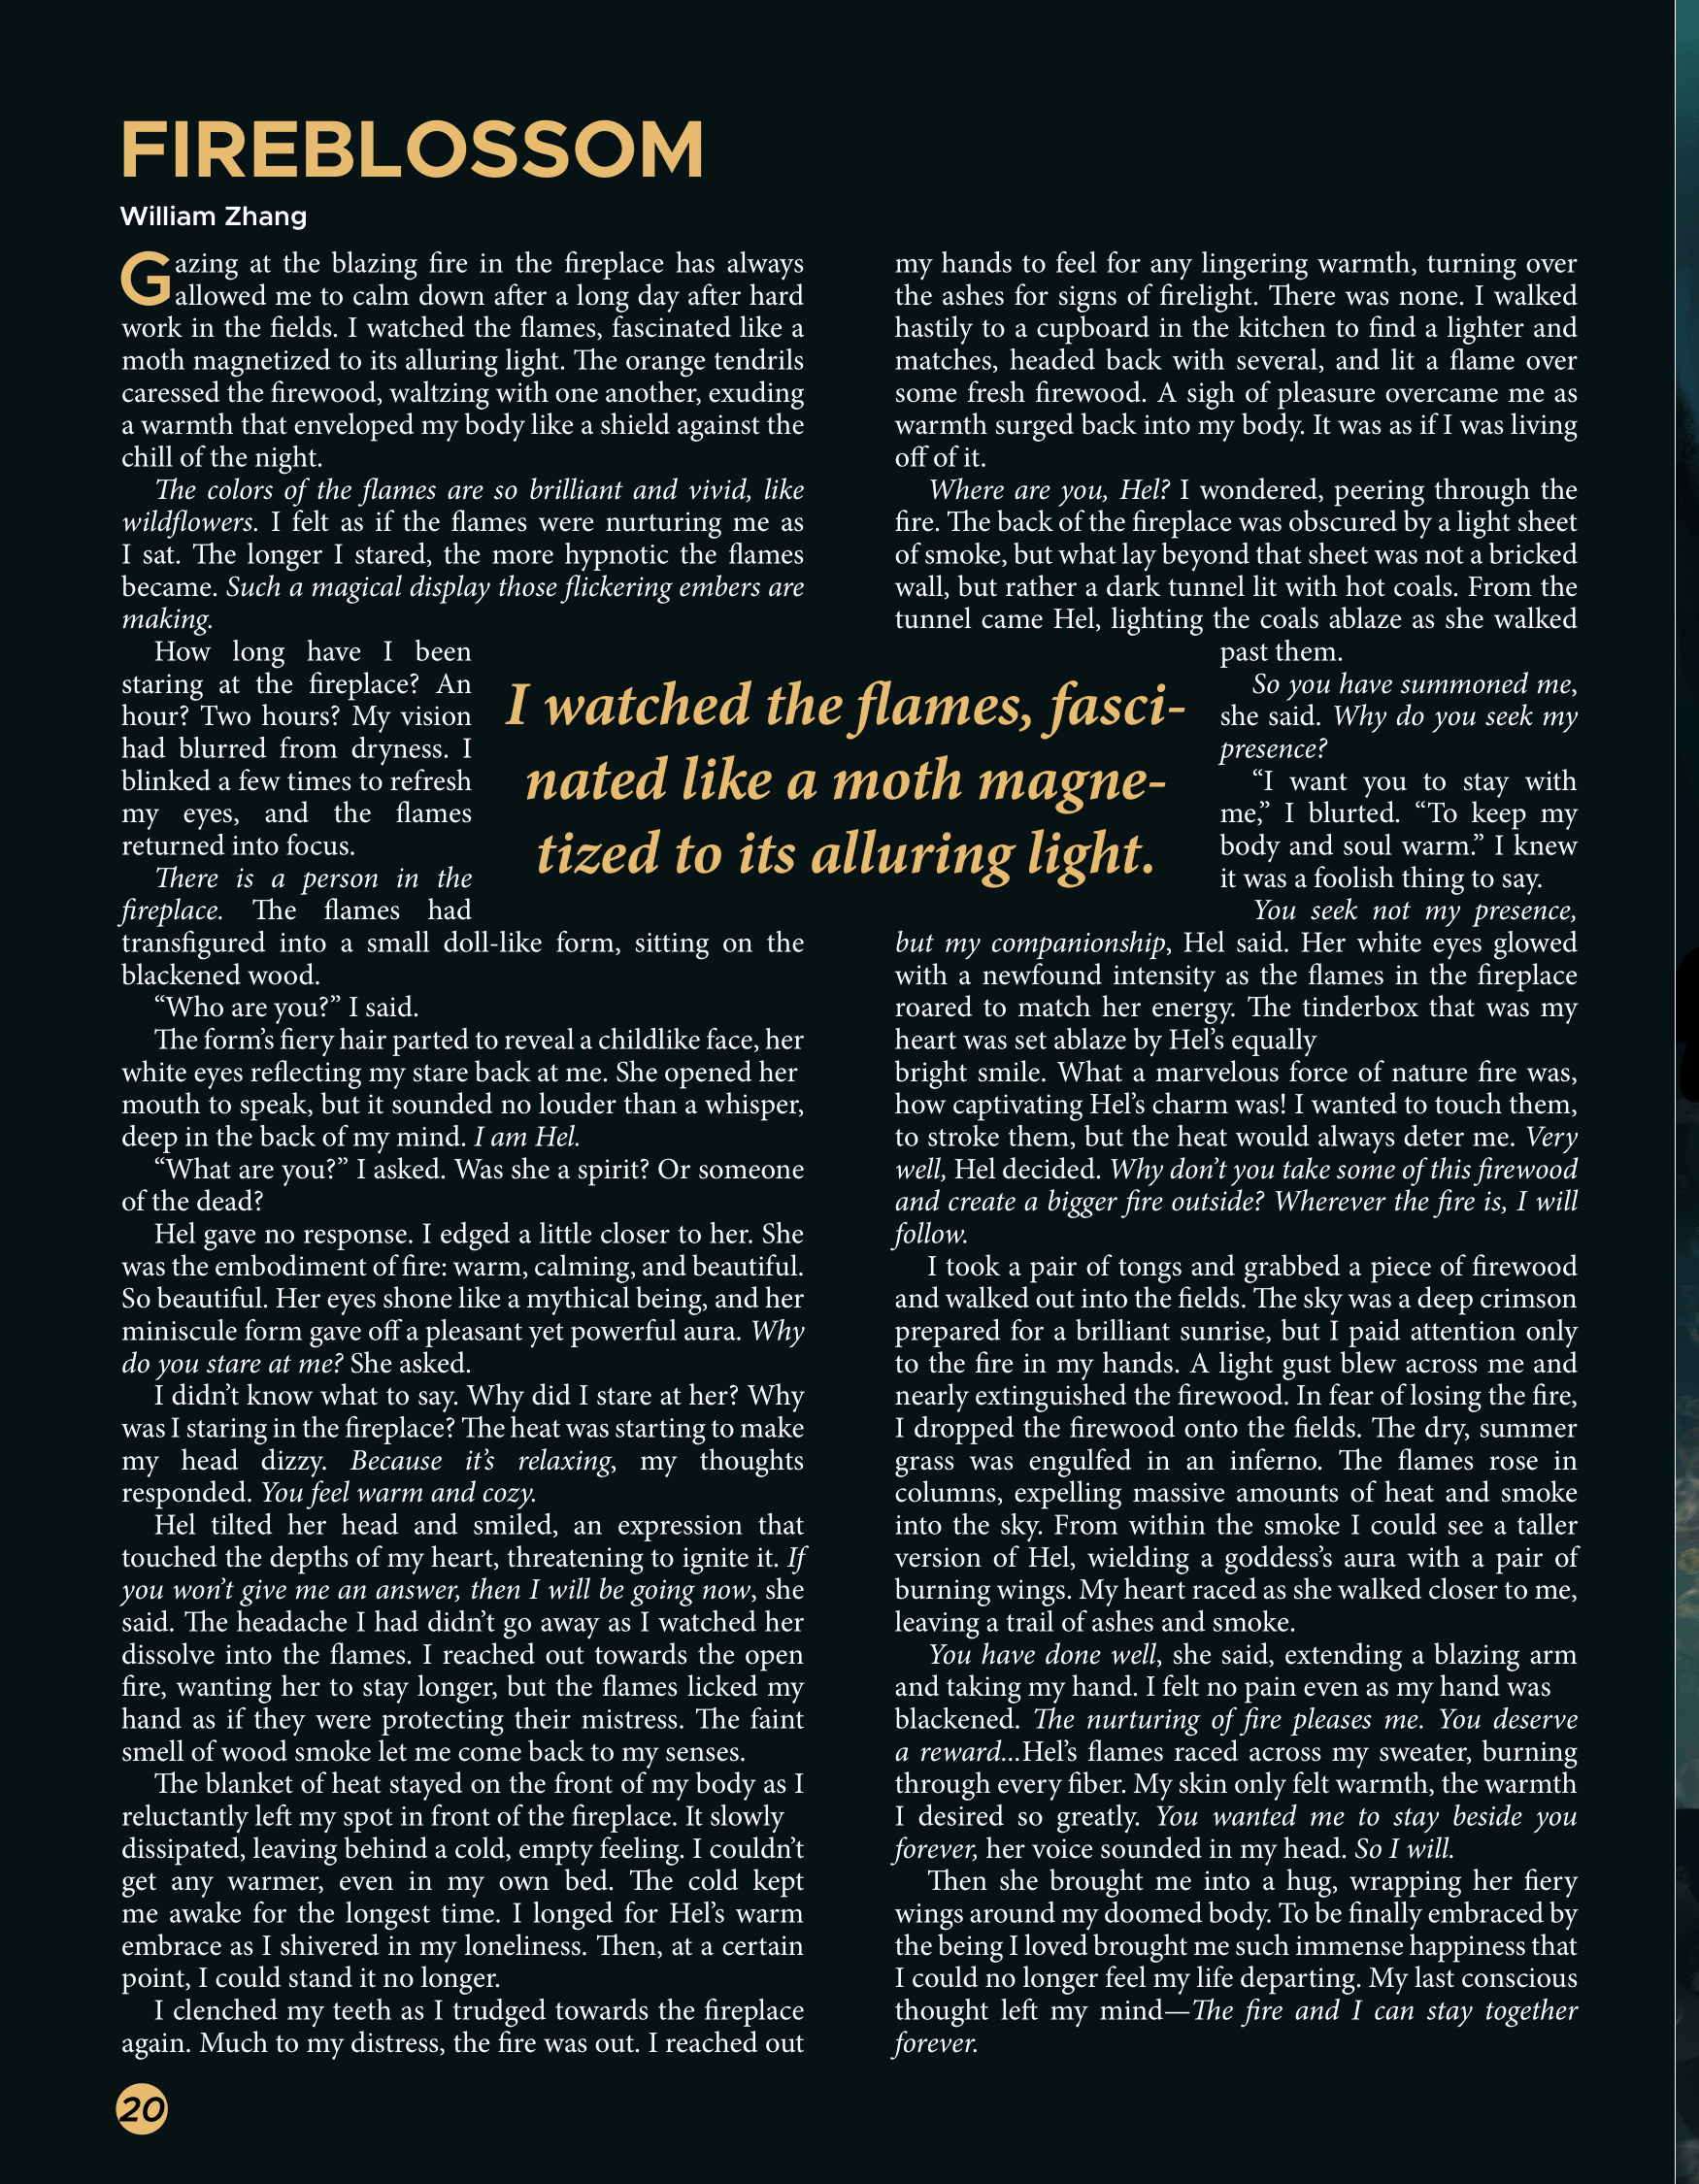 FIREBLOSSOM
William Zhang
Gazing at the blazing fire in the fireplace has always
allowed me to calm down after a long day after hard
work in the fields. I watched the flames, fascinated like a
moth magnetized to its alluring light. The orange tendrils
caressed the firewood, waltzing with one another, exuding
a warmth that enveloped my body like a shield against the
chill of the night.
The colors of the flames are so brilliant and vivid, like
wildflowers. I felt as if the flames were nurturing me as
I sat. The longer I stared, the more hypnotic the flames
became. Such a magical display those flickering embers are
making.
How long have I been
staring at the fireplace? An
hour? Two hours? My vision
had blurred from dryness. I
blinked a few times to refresh
my eyes, and the flames
returned into focus.
There is a person in the
fireplace. The flames had
transfigured into a small doll-like form, sitting on the
blackened wood.
“Who are you?” I said.
The form’s fiery hair parted to reveal a childlike face, her
white eyes reflecting my stare back at me. She opened her
mouth to speak, but it sounded no louder than a whisper,
deep in the back of my mind. I am Hel.
“What are you?” I asked. Was she a spirit? Or someone
of the dead?
Hel gave no response. I edged a little closer to her. She
was the embodiment of fire: warm, calming, and beautiful.
So beautiful. Her eyes shone like a mythical being, and her
miniscule form gave off a pleasant yet powerful aura. Why
do you stare at me? She asked.
I didn’t know what to say. Why did I stare at her? Why
was I staring in the fireplace? The heat was starting to make
my head dizzy. Because it’s relaxing, my thoughts
responded. You feel warm and cozy.
Hel tilted her head and smiled, an expression that
touched the depths of my heart, threatening to ignite it. If
you won’t give me an answer, then I will be going now, she
said. The headache I had didn’t go away as I watched her
dissolve into the flames. I reached out towards the open
fire, wanting her to stay longer, but the flames licked my
hand as if they were protecting their mistress. The faint
smell of wood smoke let me come back to my senses.
The blanket of heat stayed on the front of my body as I
reluctantly left my spot in front of the fireplace. It slowly
dissipated, leaving behind a cold, empty feeling. I couldn’t
get any warmer, even in my own bed. The cold kept
me awake for the longest time. I longed for Hel’s warm
embrace as I shivered in my loneliness. Then, at a certain
point, I could stand it no longer.
I clenched my teeth as I trudged towards the fireplace
again. Much to my distress, the fire was out. I reached out
I watched the flames, fasci-
nated like a moth magne-
tized to its alluring light.
my hands to feel for any lingering warmth, turning over
the ashes for signs of firelight. There was none. I walked
hastily to a cupboard in the kitchen to find a lighter and
matches, headed back with several, and lit a flame over
some fresh firewood. A sigh of pleasure overcame me as
warmth surged back into my body. It was as if I was living
off of it.
Where are you, Hel? I wondered, peering through the
fire. The back of the fireplace was obscured by a light sheet
of smoke, but what lay beyond that sheet was not a bricked
wall, but rather a dark tunnel lit with hot coals. From the
tunnel came Hel, lighting the coals ablaze as she walked
past them.
So you have summoned me,
she said. Why do you seek my
presence?
“I want you to stay with
me,” I blurted. “To keep my
body and soul warm.” I knew
it was a foolish thing to say.
You seek not my presence,
but my companionship, Hel said. Her white eyes glowed
with a newfound intensity as the flames in the fireplace
roared to match her energy. The tinderbox that was my
heart was set ablaze by Hel’s equally
bright smile. What a marvelous force of nature fire was,
how captivating Hel’s charm was! I wanted to touch them,
to stroke them, but the heat would always deter me. Very
well, Hel decided. Why don’t you take some of this firewood
and create a bigger fire outside? Wherever the fire is, I will
follow.
I took a pair of tongs and grabbed a piece of firewood
and walked out into the fields. The sky was a deep crimson
prepared for a brilliant sunrise, but I paid attention only
to the fire in my hands. A light gust blew across me and
nearly extinguished the firewood. In fear of losing the fire,
I dropped the firewood onto the fields. The dry, summer
grass was engulfed in an inferno. The flames rose in
columns, expelling massive amounts of heat and smoke
into the sky. From within the smoke I could see a taller
version of Hel, wielding a goddess’s aura with a pair of
burning wings. My heart raced as she walked closer to me,
leaving a trail of ashes and smoke.
You have done well, she said, extending a blazing arm
and taking my hand. I felt no pain even as my hand was
blackened. The nurturing of fire pleases me. You deserve
a reward...Hel’s flames raced across my sweater, burning
through every fiber. My skin only felt warmth, the warmth
I desired so greatly. You wanted me to stay beside you
forever, her voice sounded in my head. So I will.
Then she brought me into a hug, wrapping her fiery
wings around my doomed body. To be finally embraced by
the being I loved brought me such immense happiness that
I could no longer feel my life departing. My last conscious
thought left my mind—The fire and I can stay together
forever.
20